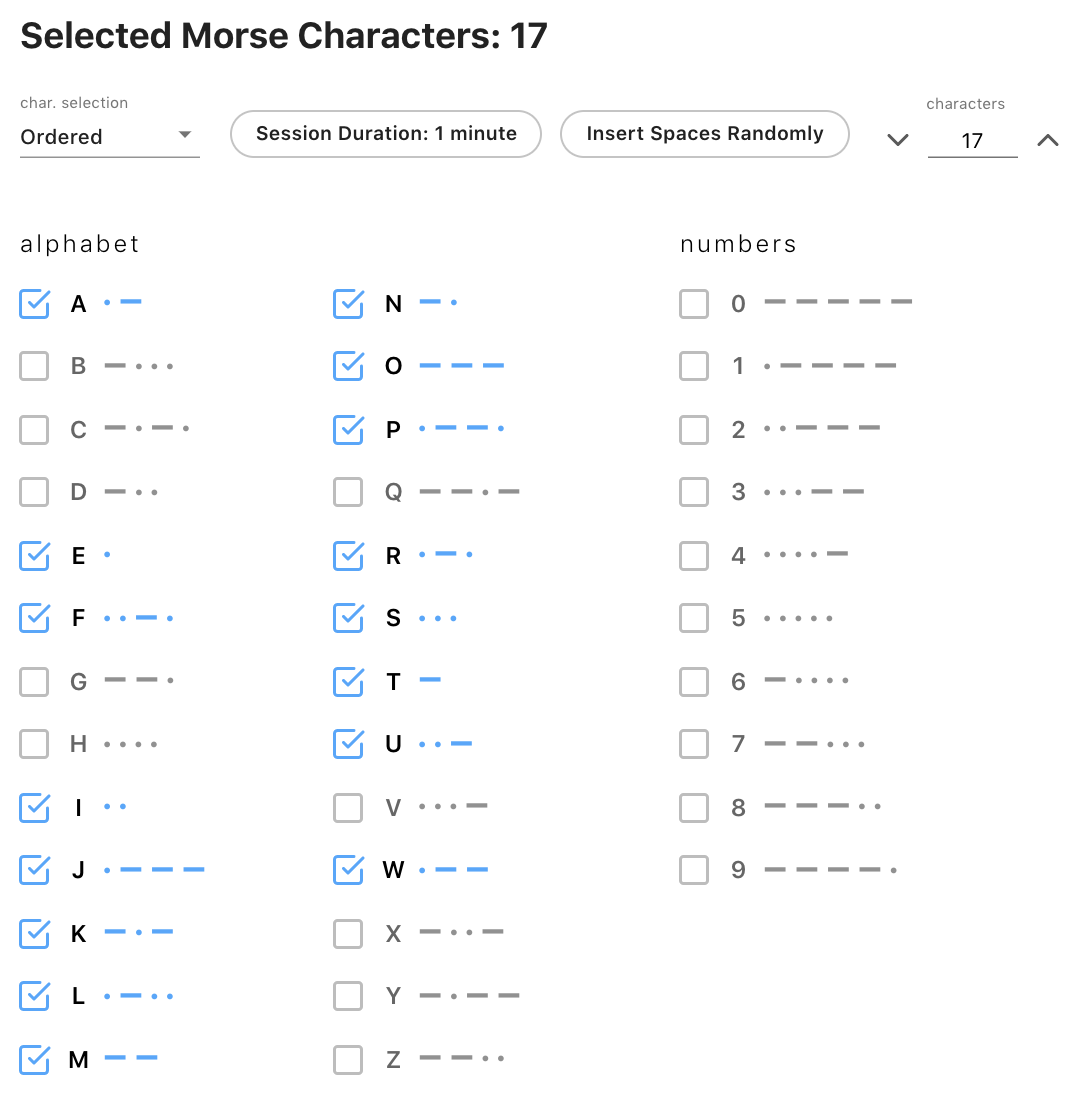 Selected Morse Characters: 17
char. selection
Ordered
Session Duration: 1 minute
Insert Spaces Randomly
characters
17
alphabet
A · —
B — · · ·
C — · — ·
D — · ·
E ·
F · · — ·
G — — ·
H · · · ·
I · ·
J · — — —
K — · —
L · — · ·
M — —
N — ·
O — — —
P · — — ·
Q — — · —
R · — ·
S · · ·
T —
U · · —
V · · · —
W · — —
X — · · —
Y — · — —
Z — — · ·
numbers
0 — — — — —
1 · — — — —
2 · · — — —
3 · · · — —
4 · · · · —
5 · · · · ·
6 — · · · ·
7 — — · · ·
8 — — — · ·
9 — — — — ·